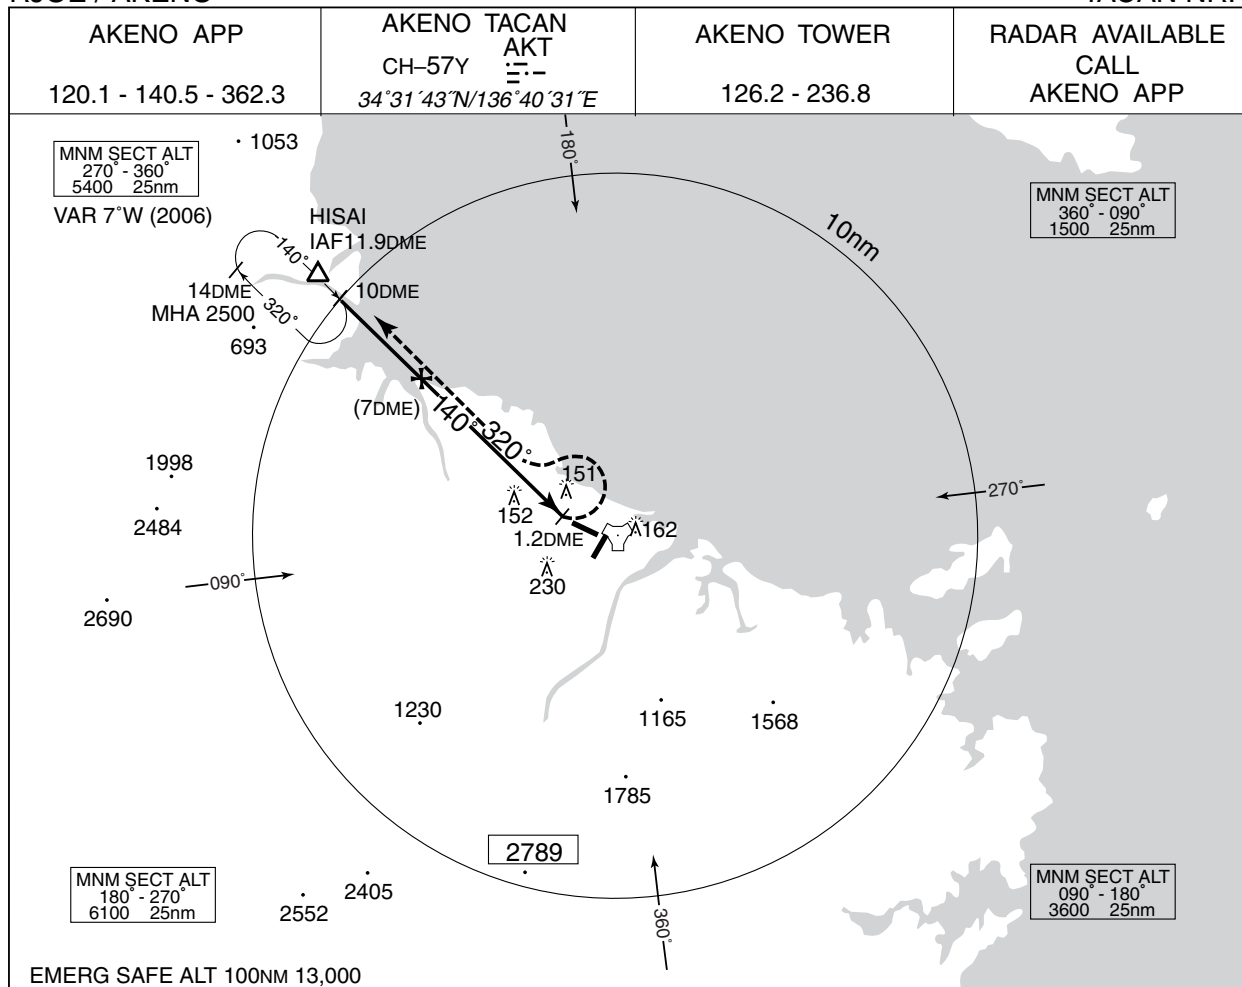 AKENO APP
120.1 - 140.5 - 362.3
AKENO TACAN
AKT
CH–57Y
34°31´43˝N/136°40´31˝E
AKENO TOWER
126.2 - 236.8
RADAR AVAILABLE
CALL
AKENO APP
1053
MNM SECT ALT
270° - 360°
5400 25nm
VAR 7°W (2006)
180°
MNM SECT ALT
360° - 090°
1500 25nm
HISAI
IAF11.9DME
10nm
140°
14DME
10DME
MHA 2500
320°
693
(7DME)
140°
320°
1998
151
270°
2484
152
1.2DME
162
090°
230
2690
1230
1165
1568
1785
2789
MNM SECT ALT
180° - 270°
6100 25nm
2405
2552
360°
MNM SECT ALT
090° - 180°
3600 25nm
EMERG SAFE ALT 100NM 13,000